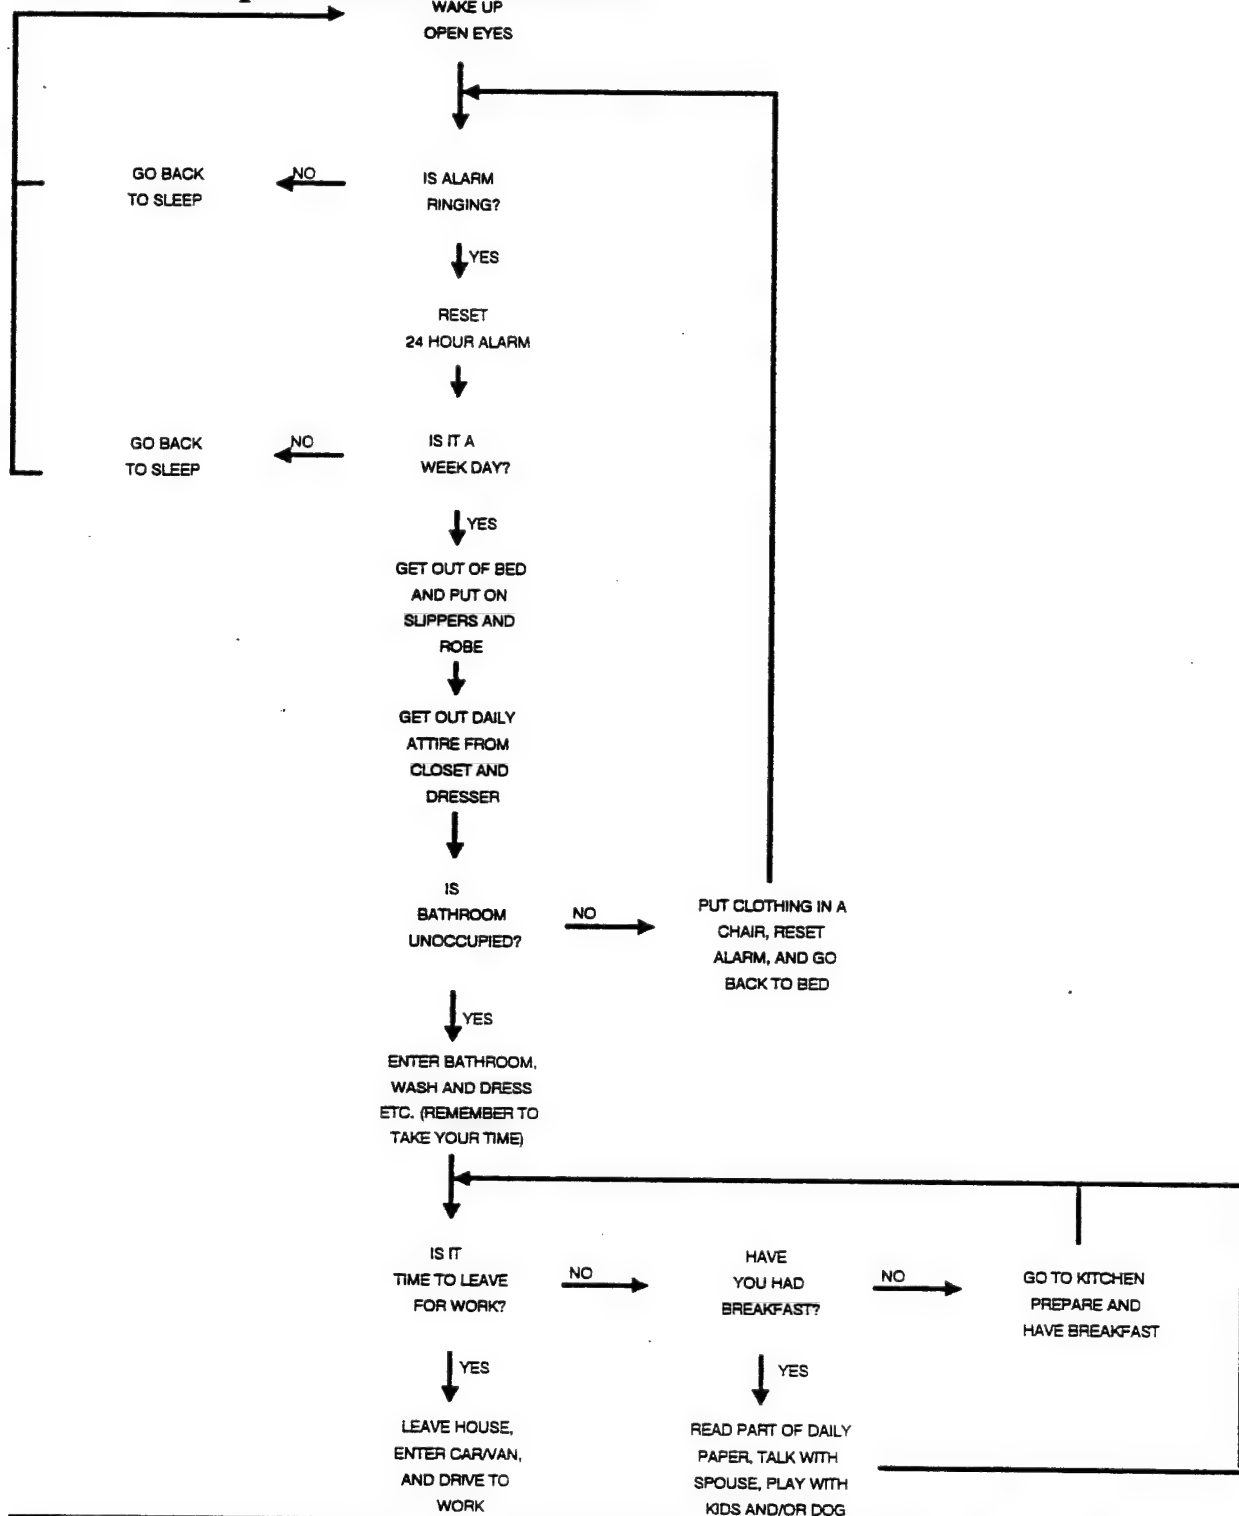 WAKE UP
OPEN EYES
GO BACK
TO SLEEP
NO
IS ALARM
RINGING?
YES
RESET
24 HOUR ALARM
GO BACK
TO SLEEP
NO
IS IT A
WEEK DAY?
YES
GET OUT OF BED
AND PUT ON
SLIPPERS AND
ROBE
GET OUT DAILY
ATTIRE FROM
CLOSET AND
DRESSER
IS
BATHROOM
UNOCCUPIED?
NO
PUT CLOTHING IN A
CHAIR, RESET
ALARM, AND GO
BACK TO BED
YES
ENTER BATHROOM,
WASH AND DRESS
ETC. (REMEMBER TO
TAKE YOUR TIME)
IS IT
TIME TO LEAVE
FOR WORK?
NO
HAVE
YOU HAD
BREAKFAST?
NO
GO TO KITCHEN
PREPARE AND
HAVE BREAKFAST
YES
YES
LEAVE HOUSE,
ENTER CAR/VAN,
AND DRIVE TO
WORK
READ PART OF DAILY
PAPER, TALK WITH
SPOUSE, PLAY WITH
KIDS AND/OR DOG